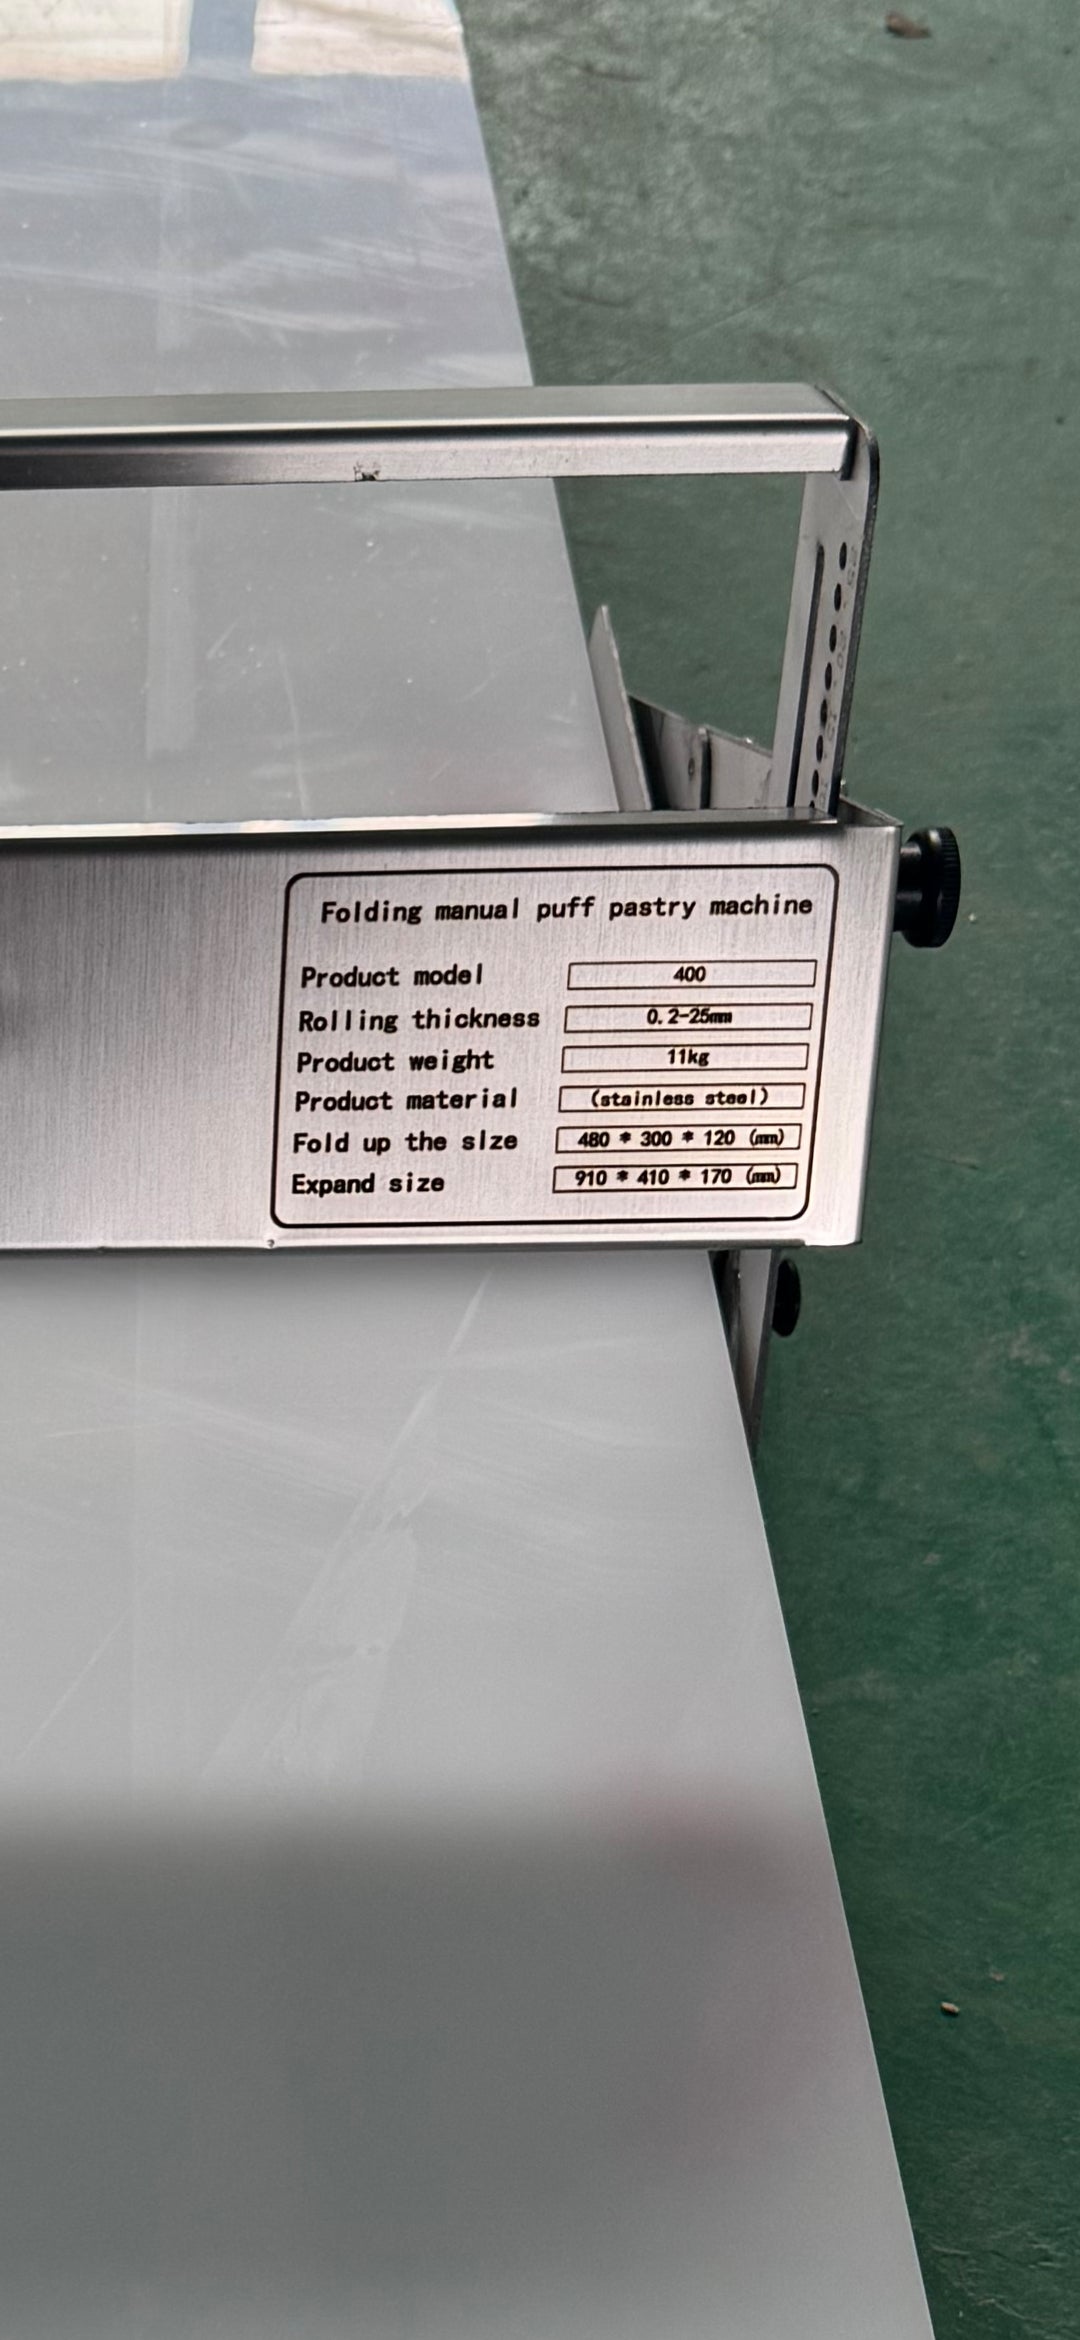 Folding manual puff pastry machine
Product model 400
Rolling thickness 0.2-25mm
Product weight 11kg
Product material (stainless steel)
Fold up the size 480 * 300 * 120 (mm)
Expand size 910 * 410 * 170 (mm)